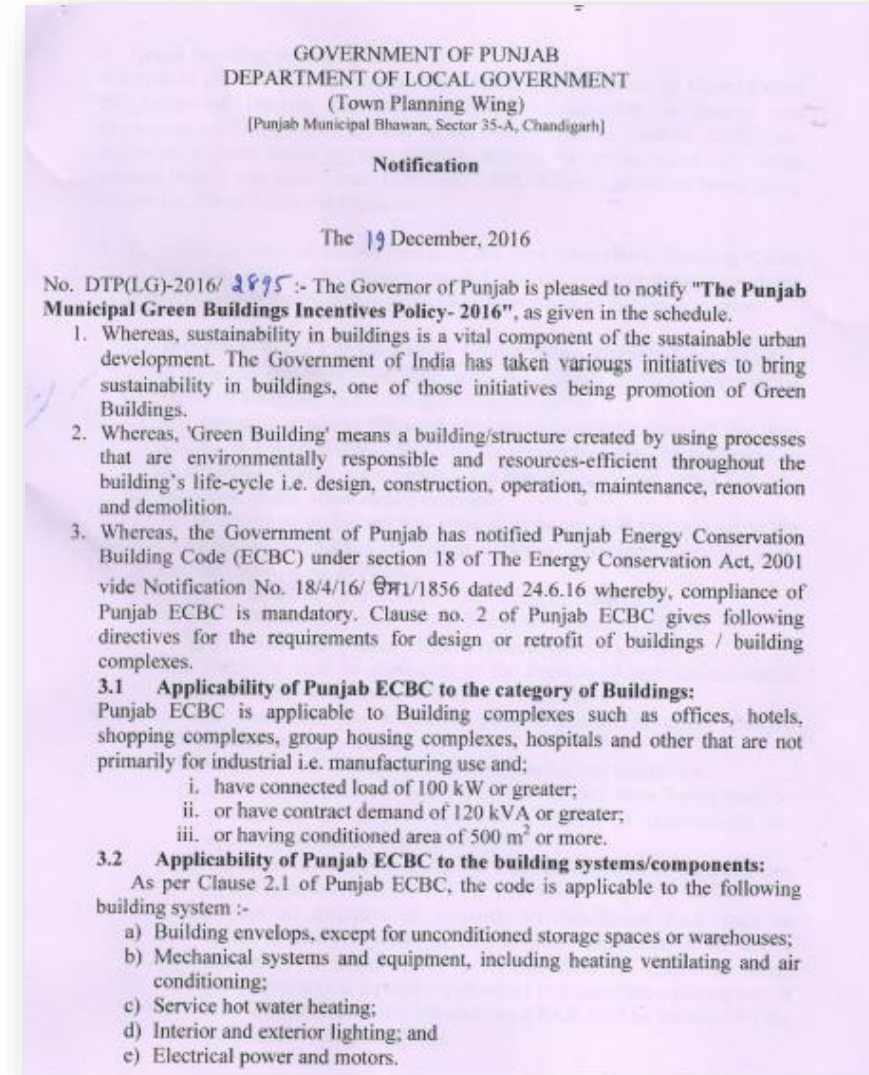 GOVERNMENT OF PUNJAB
DEPARTMENT OF LOCAL GOVERNMENT
(Town Planning Wing)
[Punjab Municipal Bhawan, Sector 35-A, Chandigarh]
Notification
The 19 December, 2016
No. DTP(LG)-2016/ 2895 :- The Governor of Punjab is pleased to notify "The Punjab
Municipal Green Buildings Incentives Policy- 2016", as given in the schedule.
1. Whereas, sustainability in buildings is a vital component of the sustainable urban
development. The Government of India has taken variougs initiatives to bring
sustainability in buildings, one of those initiatives being promotion of Green
Buildings.
2. Whereas, 'Green Building' means a building/structure created by using processes
that are environmentally responsible and resources-efficient throughout the
building's life-cycle i.e. design, construction, operation, maintenance, renovation
and demolition.
3. Whereas, the Government of Punjab has notified Punjab Energy Conservation
Building Code (ECBC) under section 18 of The Energy Conservation Act, 2001
vide Notification No. 18/4/16/ ਓਸ1/1856 dated 24.6.16 whereby, compliance of
Punjab ECBC is mandatory. Clause no. 2 of Punjab ECBC gives following
directives for the requirements for design or retrofit of buildings / building
complexes.
3.1 Applicability of Punjab ECBC to the category of Buildings:
Punjab ECBC is applicable to Building complexes such as offices, hotels,
shopping complexes, group housing complexes, hospitals and other that are not
primarily for industrial i.e. manufacturing use and;
i. have connected load of 100 kW or greater;
ii. or have contract demand of 120 kVA or greater;
iii. or having conditioned area of 500 m² or more.
3.2 Applicability of Punjab ECBC to the building systems/components:
As per Clause 2.1 of Punjab ECBC, the code is applicable to the following
building system :-
a) Building envelops, except for unconditioned storage spaces or warehouses;
b) Mechanical systems and equipment, including heating ventilating and air
conditioning;
c) Service hot water heating;
d) Interior and exterior lighting; and
e) Electrical power and motors.